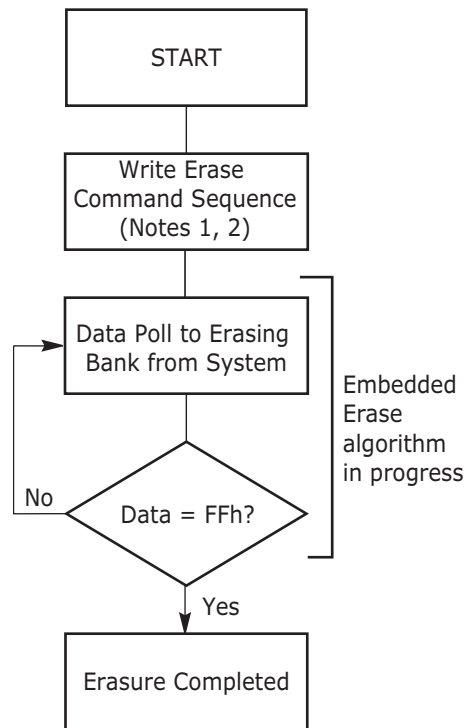 START
Write Erase
Command Sequence
(Notes 1, 2)
Data Poll to Erasing
Bank from System
Embedded
Erase
algorithm
in progress
No
Data = FFh?
Yes
Erasure Completed